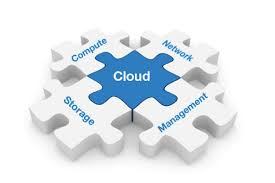 Compute
Network
Cloud
Storage
Management